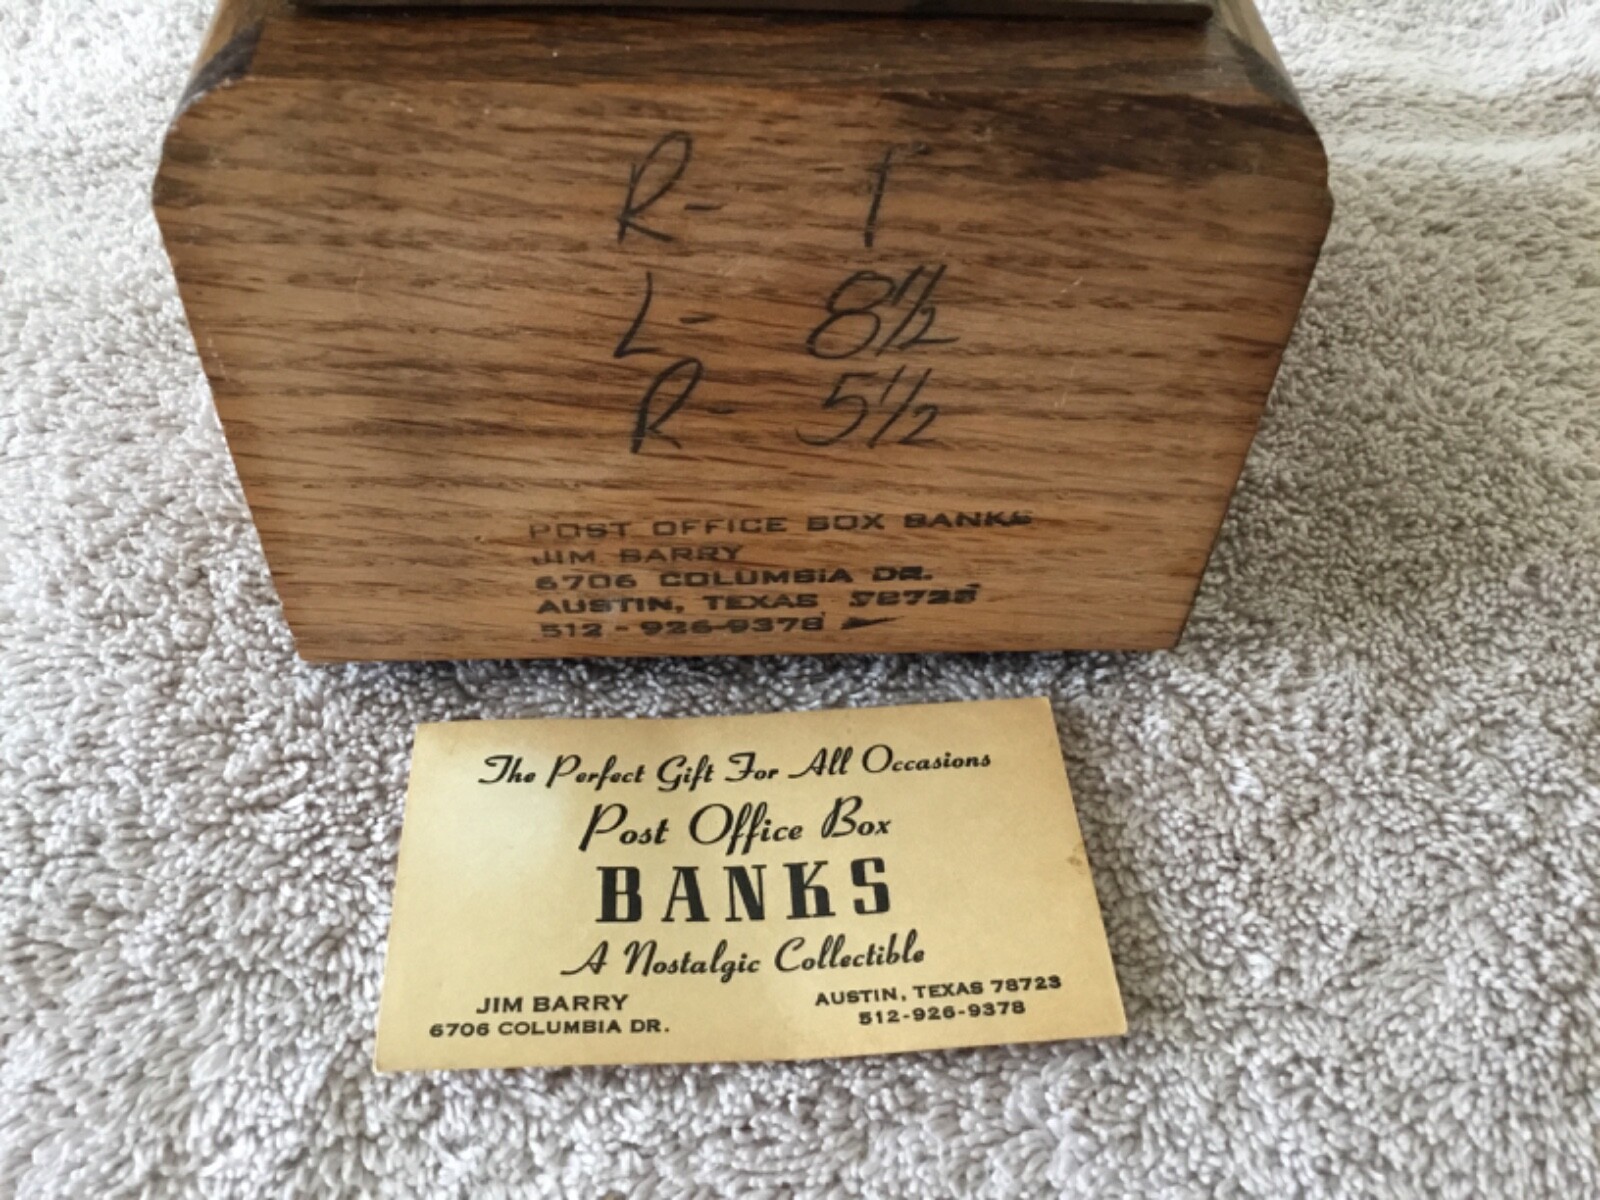 R- 1
L- 8½
R- 5½
POST OFFICE BOX BANKS
JIM BARRY
6706 COLUMBIA DR.
AUSTIN, TEXAS 78723
512-926-9378
The Perfect Gift For All Occasions
Post Office Box
BANKS
A Nostalgic Collectible
JIM BARRY
6706 COLUMBIA DR.
AUSTIN, TEXAS 78723
512-926-9378